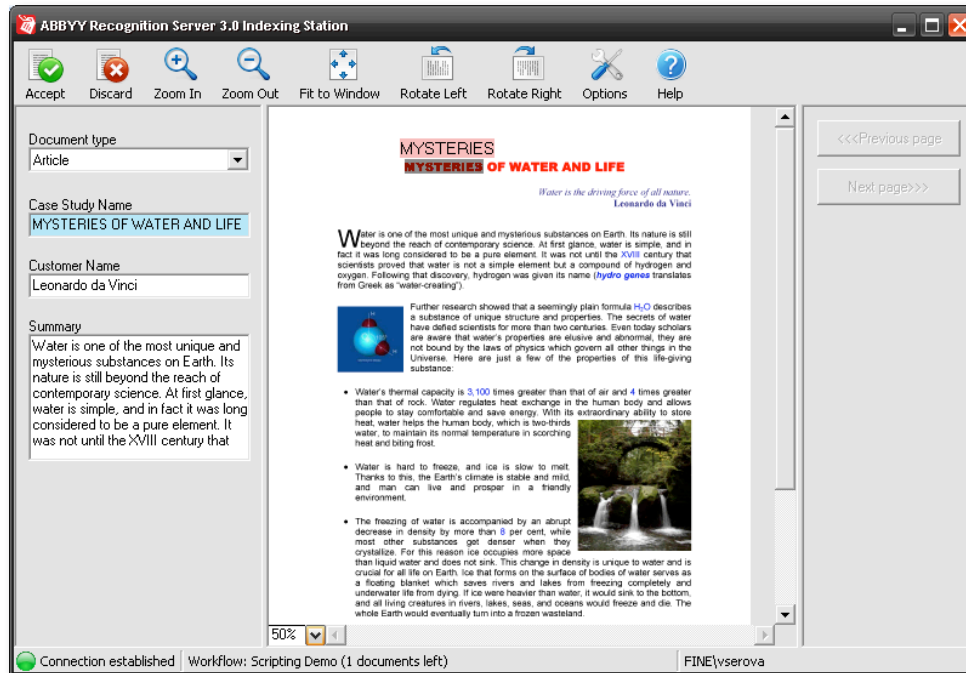 ABBYY Recognition Server 3.0 Indexing Station
Accept Discard Zoom In Zoom Out Fit to Window Rotate Left Rotate Right Options Help
Document type
Article
Case Study Name
MYSTERIES OF WATER AND LIFE
Customer Name
Leonardo da Vinci
Summary
Water is one of the most unique and
mysterious substances on Earth. Its
nature is still beyond the reach of
contemporary science. At first glance,
water is simple, and in fact it was long
considered to be a pure element. It
was not until the XVIII century that
MYSTERIES
MYSTERIES OF WATER AND LIFE
Water is the driving force of all nature.
Leonardo da Vinci
Water is one of the most unique and mysterious substances on Earth. Its nature is still
beyond the reach of contemporary science. At first glance, water is simple, and in
fact it was long considered to be a pure element. It was not until the XVIII century that
scientists proved that water is not a simple element but a compound of hydrogen and
oxygen. Following that discovery, hydrogen was given its name (hydro genes translates
from Greek as “water-creating”).
Further research showed that a seemingly plain formula H₂O describes
a substance of unique structure and properties. The secrets of water
have defied scientists for more than two centuries. Even today scholars
are aware that water’s properties are elusive and abnormal, they are
not bound by the laws of physics which govern all other things in the
Universe. Here are just a few of the properties of this life-giving
substance:
• Water’s thermal capacity is 3,100 times greater than that of air and 4 times greater
than that of rock. Water regulates heat exchange in the human body and allows
people to stay comfortable and save energy. With its extraordinary ability to store
heat, water helps the human body, which is two-thirds
water, to maintain its normal temperature in scorching
heat and biting frost.
• Water is hard to freeze, and ice is slow to melt.
Thanks to this, the Earth’s climate is stable and mild,
and man can live and prosper in a friendly
environment.
• The freezing of water is accompanied by an abrupt
decrease in density by more than 8 per cent, while
most other substances get denser when they
crystallize. For this reason ice occupies more space
than liquid water and does not sink. This change in density is unique to water and is
crucial for all life on Earth. Ice that forms on the surface of bodies of water serves as
a floating blanket which saves rivers and lakes from freezing completely and
underwater life from dying. If ice were heavier than water, it would sink to the bottom,
and all living creatures in rivers, lakes, seas, and oceans would freeze and die. The
whole Earth would eventually turn into a frozen wasteland.
<<<Previous page
Next page>>>
50%
Connection established Workflow: Scripting Demo (1 documents left) FINE\vserova